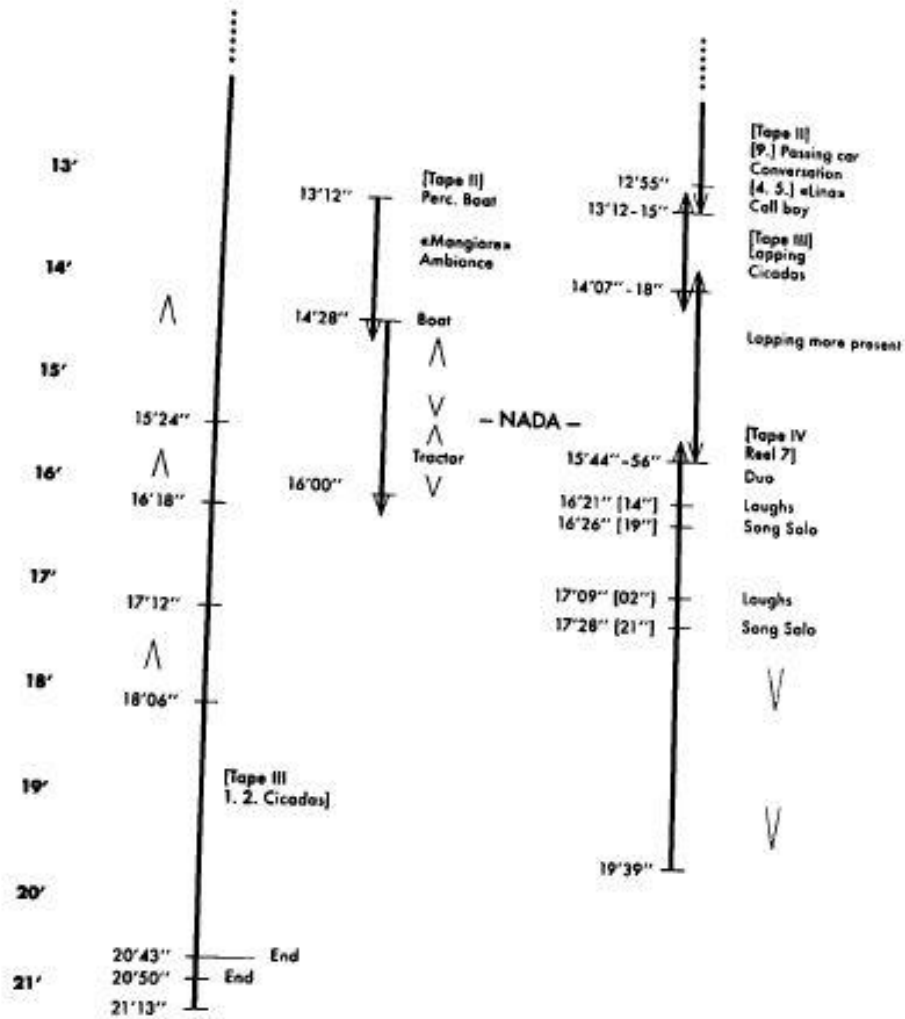 13'
14'
15'
16'
17'
18'
19'
20'
21'
15'24"
16'18"
17'12"
18'06"
[Tape III
1. 2. Cicadas]
20'43" End
20'50" End
21'13"
13'12"
[Tape II]
Perc. Boat
«Mangiare»
Ambiance
14'28" Boat
Tractor
16'00"
– NADA –
12'55"
13'12-15"
14'07"-18"
15'44"-56"
16'21" [14"]
16'26" [19"]
17'09" [02"]
17'28" [21"]
19'39"
[Tape II]
[9.] Passing car
Conversation
[4. 5.] «Lina»
Call boy
[Tape III]
Lapping
Cicadas
Lapping more present
[Tape IV
Reel 7]
Duo
Laughs
Song Solo
Laughs
Song Solo